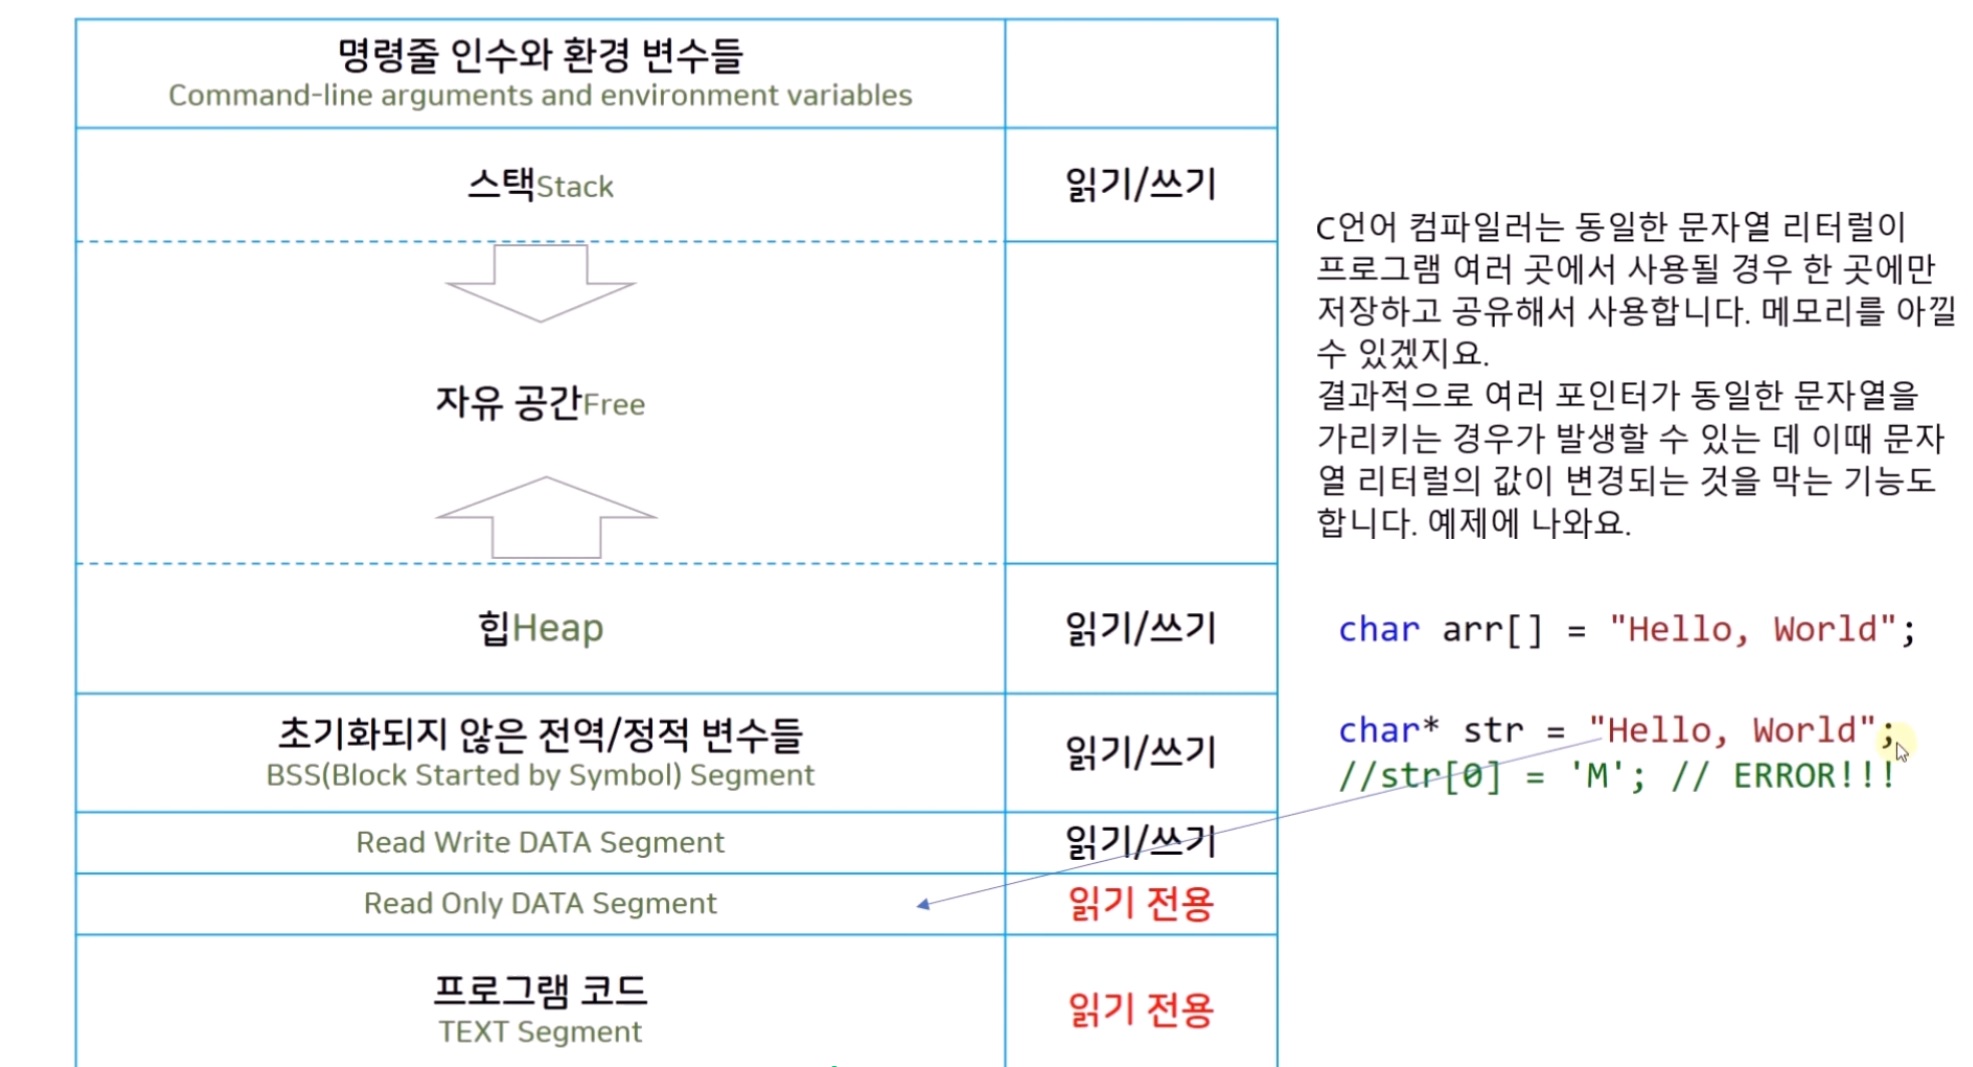 명령줄 인수와 환경 변수들
Command-line arguments and environment variables
스택Stack
읽기/쓰기
자유 공간Free
힙Heap
읽기/쓰기
초기화되지 않은 전역/정적 변수들
BSS(Block Started by Symbol) Segment
읽기/쓰기
Read Write DATA Segment
읽기/쓰기
Read Only DATA Segment
읽기 전용
프로그램 코드
TEXT Segment
읽기 전용
C언어 컴파일러는 동일한 문자열 리터럴이
프로그램 여러 곳에서 사용될 경우 한 곳에만
저장하고 공유해서 사용합니다. 메모리를 아낄
수 있겠지요.
결과적으로 여러 포인터가 동일한 문자열을
가리키는 경우가 발생할 수 있는 데 이때 문자
열 리터럴의 값이 변경되는 것을 막는 기능도
합니다. 예제에 나와요.
char arr[] = "Hello, World";
char* str = "Hello, World";
//str[0] = 'M'; // ERROR!!!